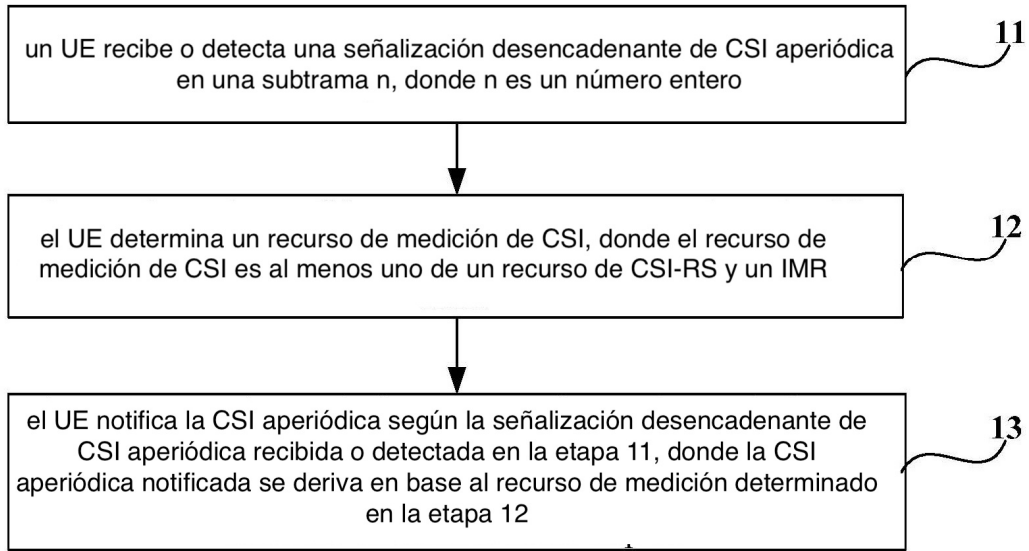 un UE recibe o detecta una señalización desencadenante de CSI aperiódica
en una subtrama n, donde n es un número entero
11
el UE determina un recurso de medición de CSI, donde el recurso de
medición de CSI es al menos uno de un recurso de CSI-RS y un IMR
12
el UE notifica la CSI aperiódica según la señalización desencadenante de
CSI aperiódica recibida o detectada en la etapa 11, donde la CSI
aperiódica notificada se deriva en base al recurso de medición determinado
en la etapa 12
13